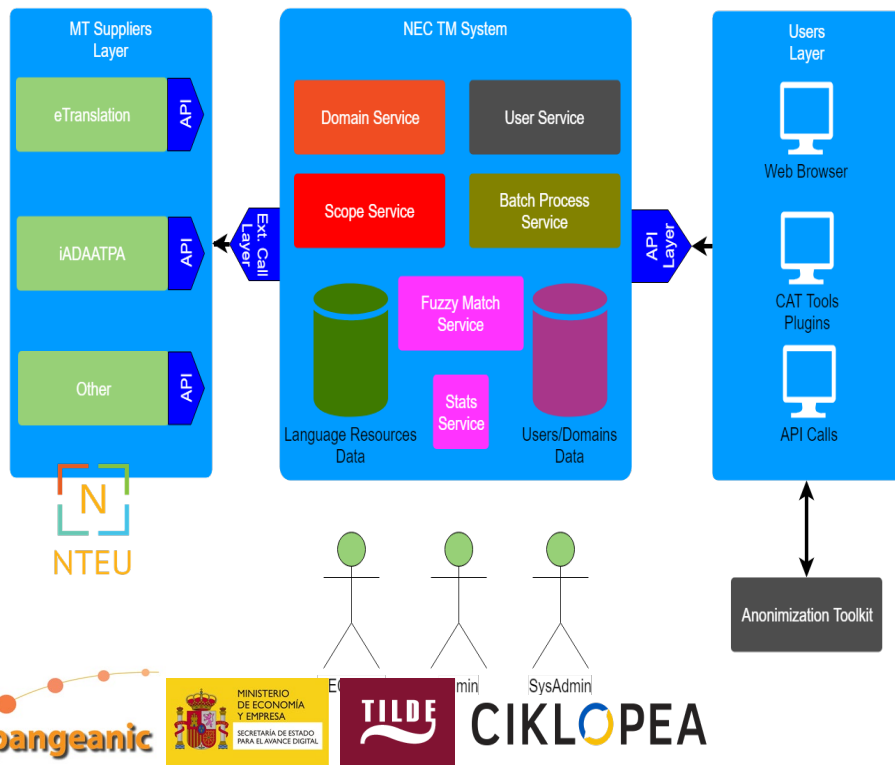 MT Suppliers
Layer
eTranslation
API
iADAATPA
API
Other
API
N
NTEU
Ext. Call
Layer
NEC TM System
Domain Service
User Service
Scope Service
Batch Process
Service
Fuzzy Match
Service
Stats
Service
Language Resources
Data
Users/Domains
Data
API
Layer
Users
Layer
Web Browser
CAT Tools
Plugins
API Calls
Anonimization Toolkit
SysAdmin
pangeanic
MINISTERIO
DE ECONOMÍA
Y EMPRESA
SECRETARÍA DE ESTADO
PARA EL AVANCE DIGITAL
TILDE
CIKLOPEA